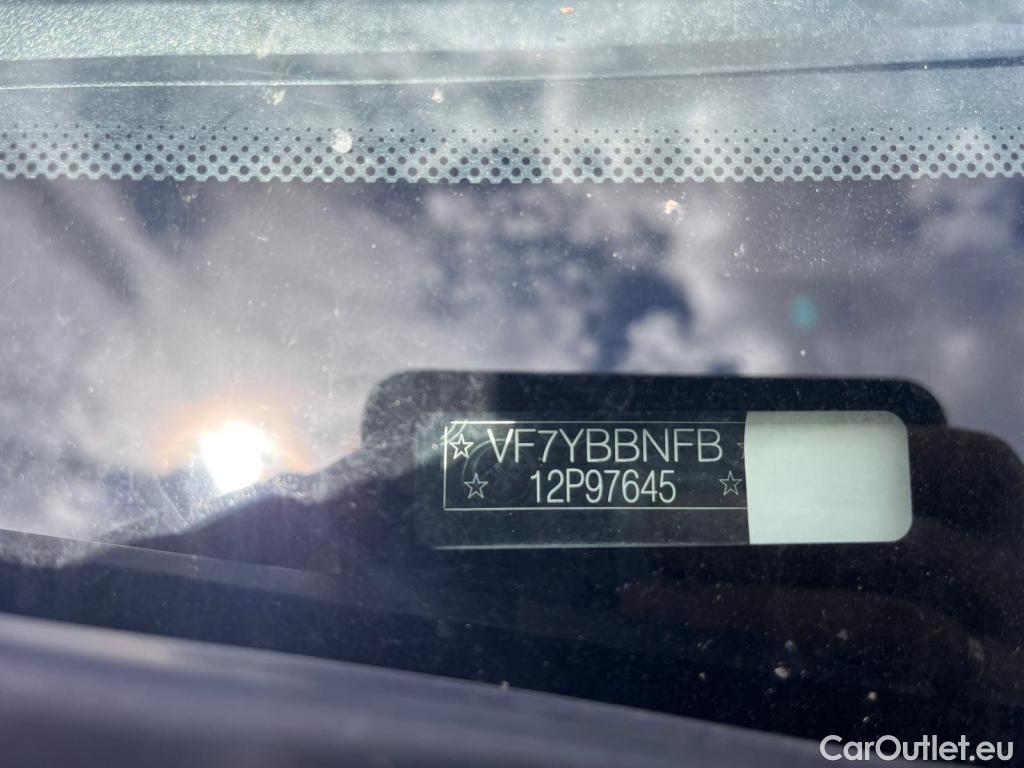 ☆ VF7YBBNFB ☆
☆ 12P97645 ☆
CarOutlet.eu